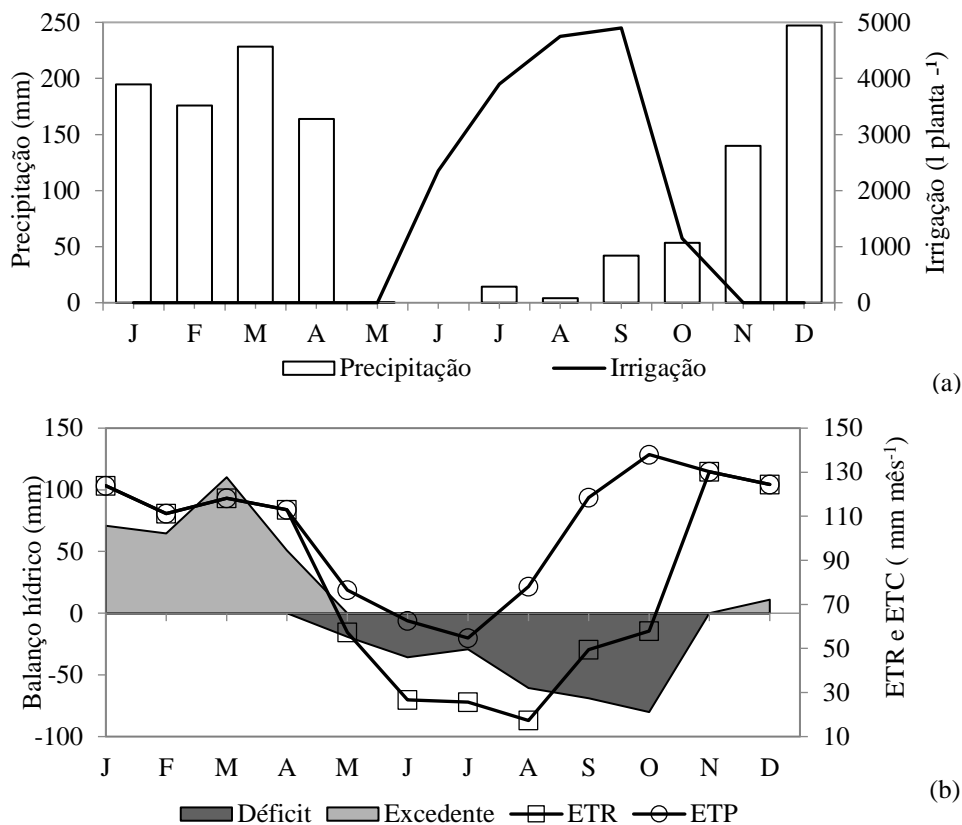 Precipitação (mm)
250
200
150
100
50
0
J F M A M J J A S O N D
5000
4000
3000
2000
1000
0
Irrigação (l planta -¹)
Precipitação Irrigação
(a)
Balanço hídrico (mm)
150
100
50
0
-50
-100
J F M A M J J A S O N D
150
130
110
90
70
50
30
10
ETR e ETC ( mm mês-1)
Déficit Excedente ETR ETP
(b)